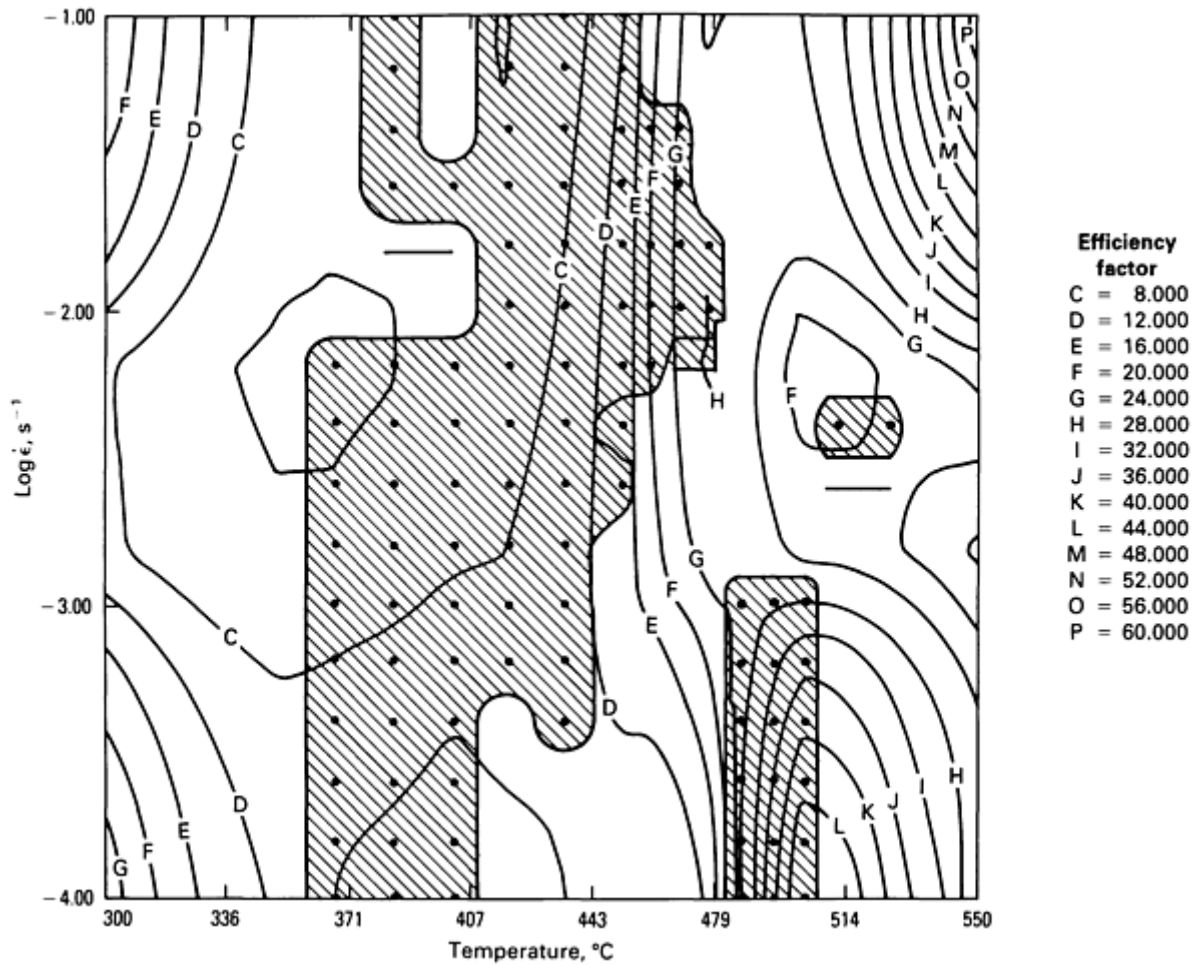 -1.00
P
O
F
E
N
D
C
M
G
L
F
E
K
D
J
C
I
-2.00
H
G
F
H
G
F
-3.00
E
C
D
H
I
D
J
K
E
L
F
G
-4.00
300 336 371 407 443 479 514 550
Temperature, °C
Log ε̇, s⁻¹
Efficiency
factor
C = 8.000
D = 12.000
E = 16.000
F = 20.000
G = 24.000
H = 28.000
I = 32.000
J = 36.000
K = 40.000
L = 44.000
M = 48.000
N = 52.000
O = 56.000
P = 60.000